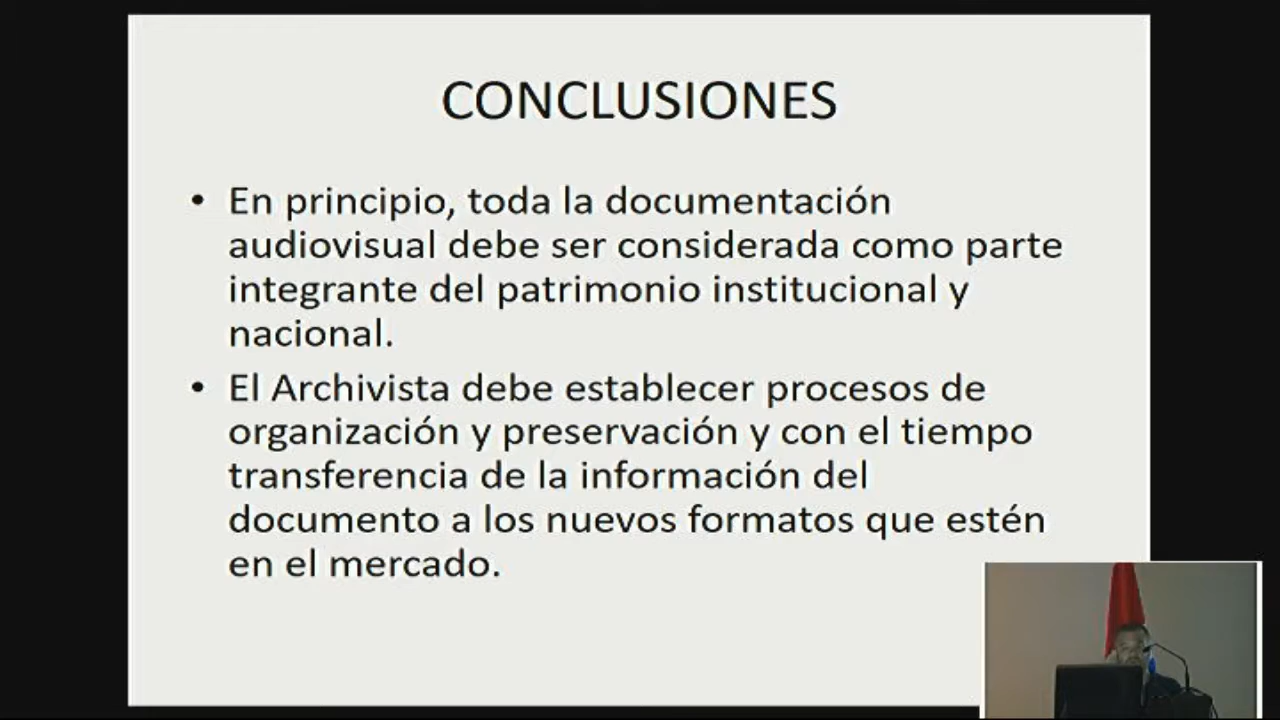 CONCLUSIONES
• En principio, toda la documentación
audiovisual debe ser considerada como parte
integrante del patrimonio institucional y
nacional.
• El Archivista debe establecer procesos de
organización y preservación y con el tiempo
transferencia de la información del
documento a los nuevos formatos que estén
en el mercado.